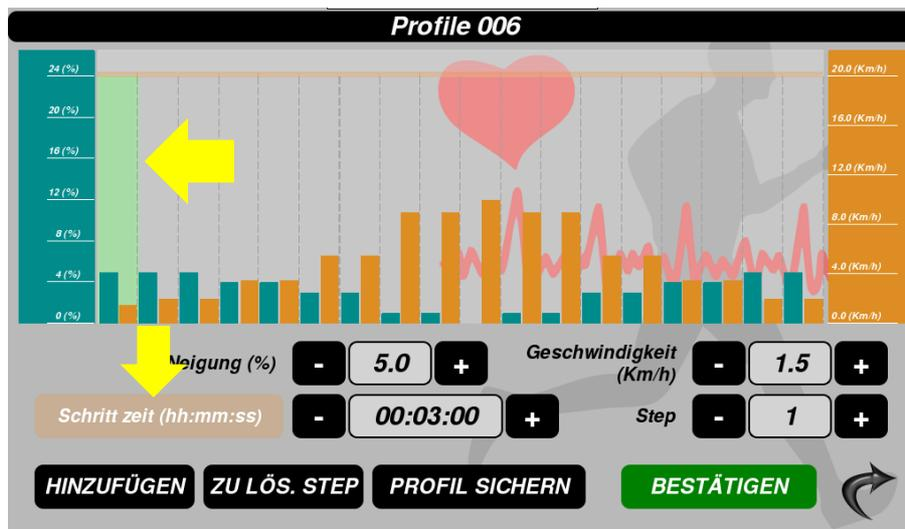 Profile 006
24 (%)
20 (%)
16 (%)
12 (%)
8 (%)
4 (%)
0 (%)
20.0 (Km/h)
16.0 (Km/h)
12.0 (Km/h)
8.0 (Km/h)
4.0 (Km/h)
0.0 (Km/h)
Neigung (%)
- 5.0 +
Geschwindigkeit
(Km/h)
- 1.5 +
Schritt zeit (hh:mm:ss)
- 00:03:00 +
Step
- 1 +
HINZUFÜGEN
ZU LÖS. STEP
PROFIL SICHERN
BESTÄTIGEN